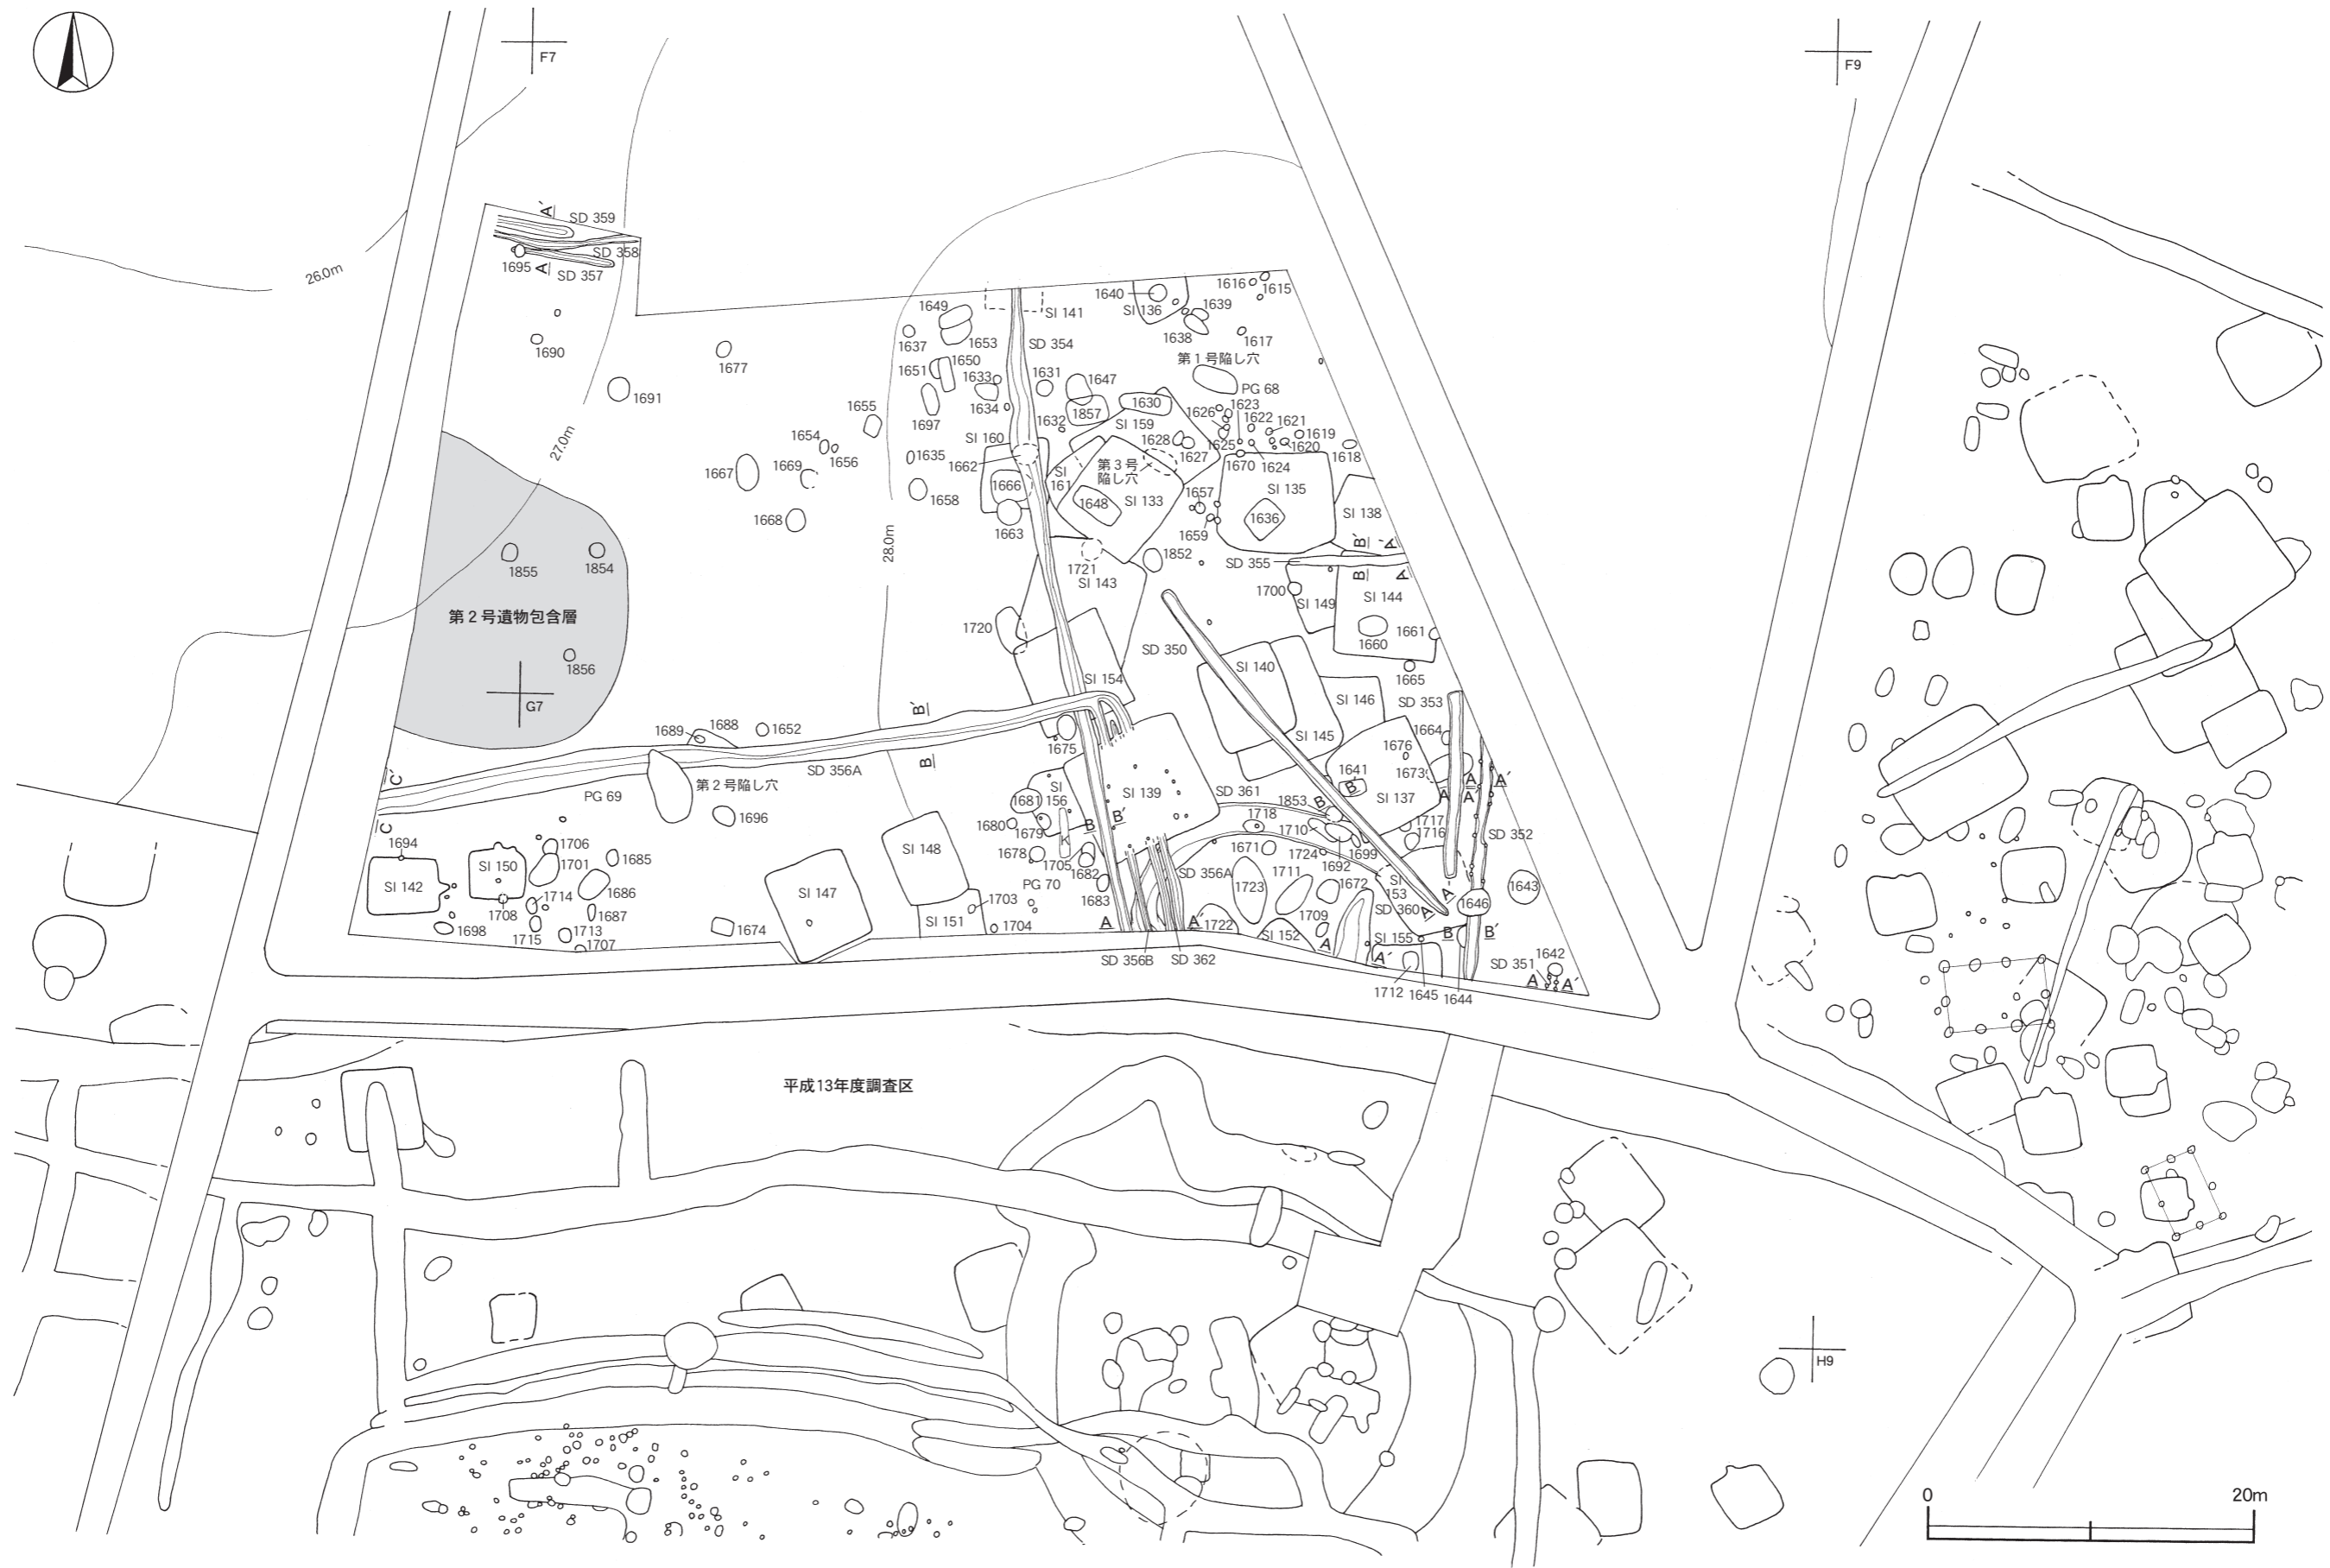 F7
F9
A′
SD 359
SD 358
1695
A
SD 357
26.0m
1616
1615
1640
SI 136
1639
1638
1617
1649
SI 141
1637
1653
SD 354
1690
1677
第1号陥し穴
1650
1651
1633
1631
1647
PG 68
1691
1634
1630
1623
1655
1697
1632
1857
1626
1622
1621
SI 159
1619
1654
SI 160
1628
1625
1620
27.0m
1656
1635
1662
1627
1670
1624
1618
1667
1669
SI
161
第3号
陥し穴
1666
1658
1648
SI 133
1657
SI 135
1668
1663
1659
1636
SI 138
28.0m
B′
A′
1855
1854
1721
1852
SD 355
B
A′
SI 143
1700
SI 149
SI 144
第2号遺物包含層
1720
1660
1661
1856
SD 350
SI 140
1665
G7
SI 154
SI 146
SD 353
B′
1689
1688
1652
1675
SI 145
1664
1676
B
C′
SD 356A
1673
第2号陥し穴
1641
A
A′
PG 69
SI
156
SI 139
SD 361
B′
SI 137
A
A′
1681
1853
B
C
1696
B′
1680
1679
B
1718
1710
1717
1716
SD 352
1694
1706
K
1678
1705
1671
1724
1692
1699
SI 148
1701
1685
1682
SD 356A
SI 142
SI 150
SI 147
PG 70
1723
1711
1672
SI
153
1643
1686
1683
A′
1708
1714
1703
SD 360
1646
1687
SI 151
A
A′
1722
1709
A
1698
1715
1713
1674
1704
SI 152
A
SI 155
B
B′
1707
SD 356B
SD 362
A′
SD 351
1642
A
A′
1712
1645
1644
平成13年度調査区
H9
0
20m